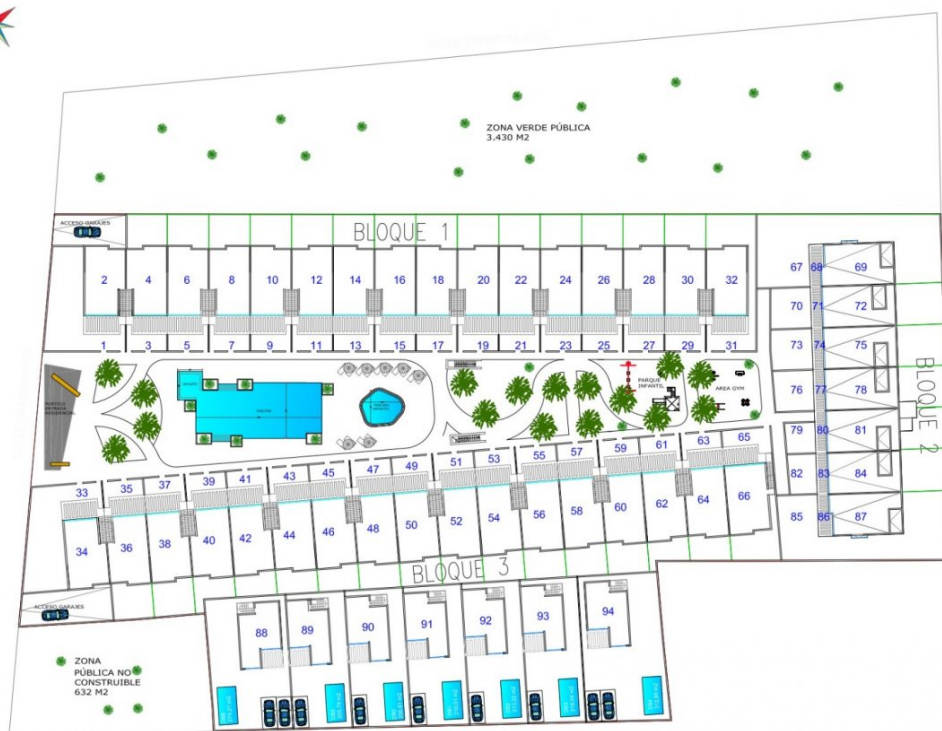 ZONA VERDE PÚBLICA
3.430 M2
ACCESO GARAJES
BLOQUE 1
2 4 6 8 10 12 14 16 18 20 22 24 26 28 30 32
1 3 5 7 9 11 13 15 17 19 21 23 25 27 29 31
67 68 69
70 71 72
73 74 75
76 77 78
79 80 81
82 83 84
85 86 87
BLOQUE 2
PARQUE
INFANTIL
AREA GYM
33 35 37 39 41 43 45 47 49 51 53 55 57 59 61 63 65
34 36 38 40 42 44 46 48 50 52 54 56 58 60 62 64 66
BLOQUE 3
ACCESO GARAJES
88 89 90 91 92 93 94
ZONA
PÚBLICA NO
CONSTRUIBLE
632 M2